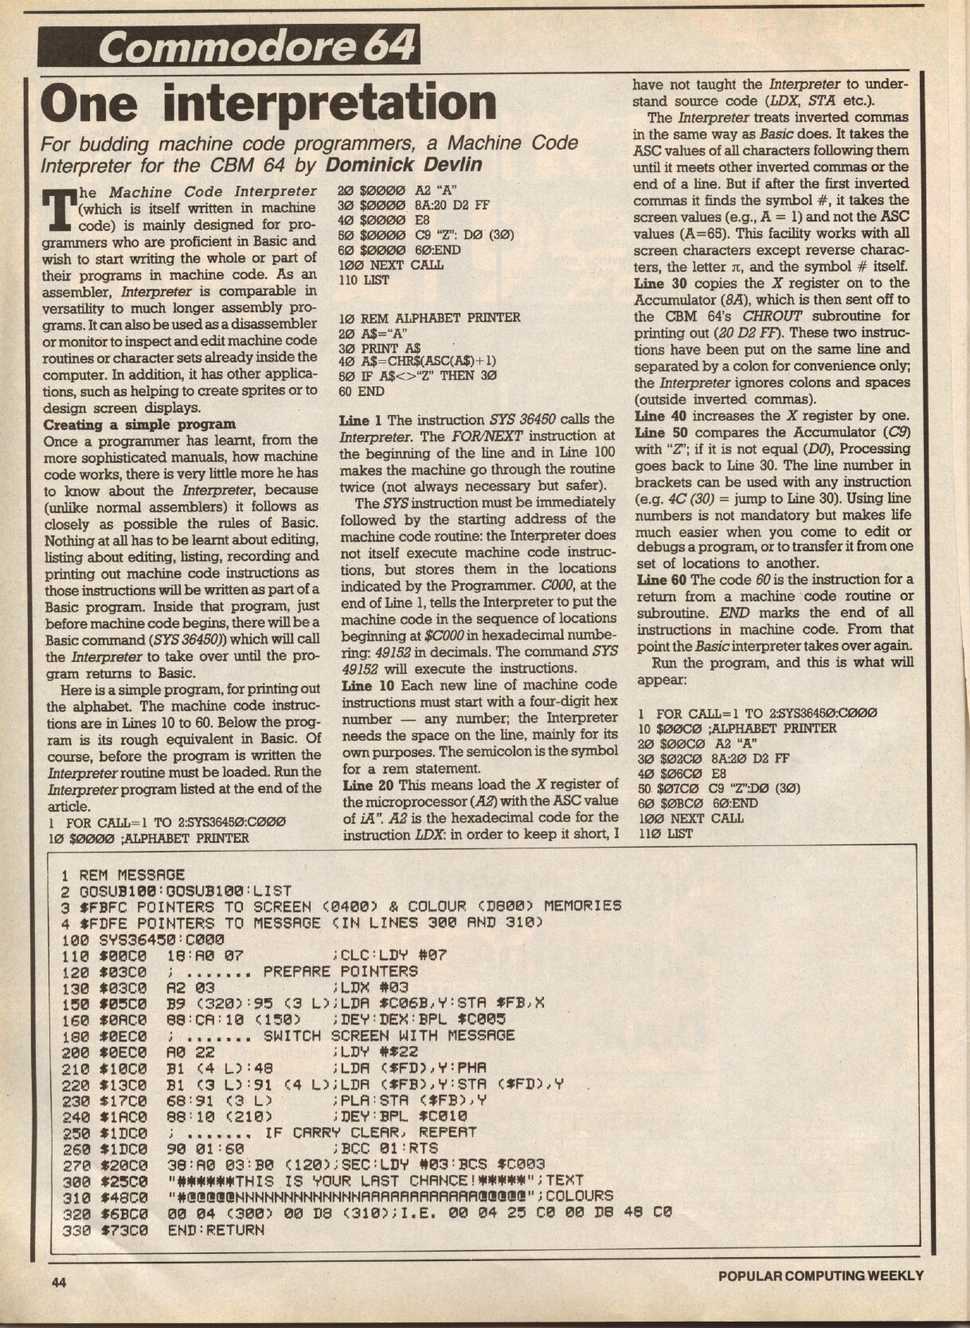 Commodore 64
One interpretation
For budding machine code programmers, a Machine Code
Interpreter for the CBM 64 by Dominick Devlin
The Machine Code Interpreter
(which is itself written in machine
code) is mainly designed for pro-
grammers who are proficient in Basic and
wish to start writing the whole or part of
their programs in machine code. As an
assembler, Interpreter is comparable in
versatility to much longer assembly pro-
grams. It can also be used as a disassembler
or monitor to inspect and edit machine code
routines or character sets already inside the
computer. In addition, it has other applica-
tions, such as helping to create sprites or to
design screen displays.
Creating a simple program
Once a programmer has learnt, from the
more sophisticated manuals, how machine
code works, there is very little more he has
to know about the Interpreter, because
(unlike normal assemblers) it follows as
closely as possible the rules of Basic.
Nothing at all has to be learnt about editing,
listing about editing, listing, recording and
printing out machine code instructions as
those instructions will be written as part of a
Basic program. Inside that program, just
before machine code begins, there will be a
Basic command (SYS 36450)) which will call
the Interpreter to take over until the pro-
gram returns to Basic.
Here is a simple program, for printing out
the alphabet. The machine code instruc-
tions are in Lines 10 to 60. Below the prog-
ram is its rough equivalent in Basic. Of
course, before the program is written the
Interpreter routine must be loaded. Run the
Interpreter program listed at the end of the
article.
1 FOR CALL=1 TO 2:SYS36450:C000
10 $0000 ;ALPHABET PRINTER
20 $0000 A2 "A"
30 $0000 8A:20 D2 FF
40 $0000 E8
50 $0000 C9 "Z": D0 (30)
60 $0000 60:END
100 NEXT CALL
110 LIST
10 REM ALPHABET PRINTER
20 A$="A"
30 PRINT A$
40 A$=CHR$(ASC(A$)+1)
50 IF A$<>"Z" THEN 30
60 END
Line 1 The instruction SYS 36450 calls the
Interpreter. The FOR/NEXT instruction at
the beginning of the line and in Line 100
makes the machine go through the routine
twice (not always necessary but safer).
The SYS instruction must be immediately
followed by the starting address of the
machine code routine: the Interpreter does
not itself execute machine code instruc-
tions, but stores them in the locations
indicated by the Programmer. C000, at the
end of Line 1, tells the Interpreter to put the
machine code in the sequence of locations
beginning at $C000 in hexadecimal numbe-
ring: 49152 in decimals. The command SYS
49152 will execute the instructions.
Line 10 Each new line of machine code
instructions must start with a four-digit hex
number — any number; the Interpreter
needs the space on the line, mainly for its
own purposes. The semicolon is the symbol
for a rem statement.
Line 20 This means load the X register of
the microprocessor (A2) with the ASC value
of iA". A2 is the hexadecimal code for the
instruction LDX: in order to keep it short, I
have not taught the Interpreter to under-
stand source code (LDX, STA etc.).
The Interpreter treats inverted commas
in the same way as Basic does. It takes the
ASC values of all characters following them
until it meets other inverted commas or the
end of a line. But if after the first inverted
commas it finds the symbol #, it takes the
screen values (e.g., A = 1) and not the ASC
values (A=65). This facility works with all
screen characters except reverse charac-
ters, the letter π, and the symbol # itself.
Line 30 copies the X register on to the
Accumulator (8A), which is then sent off to
the CBM 64's CHROUT subroutine for
printing out (20 D2 FF). These two instruc-
tions have been put on the same line and
separated by a colon for convenience only;
the Interpreter ignores colons and spaces
(outside inverted commas).
Line 40 increases the X register by one.
Line 50 compares the Accumulator (C9)
with "Z"; if it is not equal (D0), Processing
goes back to Line 30. The line number in
brackets can be used with any instruction
(e.g. 4C (30) = jump to Line 30). Using line
numbers is not mandatory but makes life
much easier when you come to edit or
debugs a program, or to transfer it from one
set of locations to another.
Line 60 The code 60 is the instruction for a
return from a machine code routine or
subroutine. END marks the end of all
instructions in machine code. From that
point the Basic interpreter takes over again.
Run the program, and this is what will
appear:
1 FOR CALL=1 TO 2:SYS36450:C000
10 $00C0 ;ALPHABET PRINTER
20 $00C0 A2 "A"
30 $02C0 8A:20 D2 FF
40 $06C0 E8
50 $07C0 C9 "Z":D0 (30)
60 $0BC0 60:END
100 NEXT CALL
110 LIST
1 REM MESSAGE
2 GOSUB100:GOSUB100:LIST
3 $FBFC POINTERS TO SCREEN (0400) & COLOUR (D800) MEMORIES
4 $FDFE POINTERS TO MESSAGE (IN LINES 300 AND 310)
100 SYS36450:C000
110 $00C0 18:A0 07 ;CLC:LDY #07
120 $03C0 ; ....... PREPARE POINTERS
130 $03C0 A2 03 ;LDX #03
150 $05C0 B9 (320):95 (3 L);LDA $C06B,Y:STA $FB,X
160 $0AC0 88:CA:10 (150) ;DEY:DEX:BPL $C005
180 $0EC0 ; ....... SWITCH SCREEN WITH MESSAGE
200 $0EC0 A0 22 ;LDY #$22
210 $10C0 B1 (4 L):48 ;LDA ($FD),Y:PHA
220 $13C0 B1 (3 L):91 (4 L);LDA ($FB),Y:STA ($FD),Y
230 $17C0 68:91 (3 L) ;PLA:STA ($FB),Y
240 $1AC0 88:10 (210) ;DEY:BPL $C010
250 $1DC0 ; ....... IF CARRY CLEAR, REPEAT
260 $1DC0 90 01:60 ;BCC 01:RTS
270 $20C0 38:A0 03:B0 (120);SEC:LDY #03:BCS $C003
300 $25C0 "#*****THIS IS YOUR LAST CHANCE!*****";TEXT
310 $48C0 "#@@@@@NNNNNNNNNNNNNAAAAAAAAAAAA@@@@@";COLOURS
320 $6BC0 00 04 (300) 00 D8 (310);I.E. 00 04 25 C0 00 D8 48 C0
330 $73C0 END:RETURN
44
POPULAR COMPUTING WEEKLY